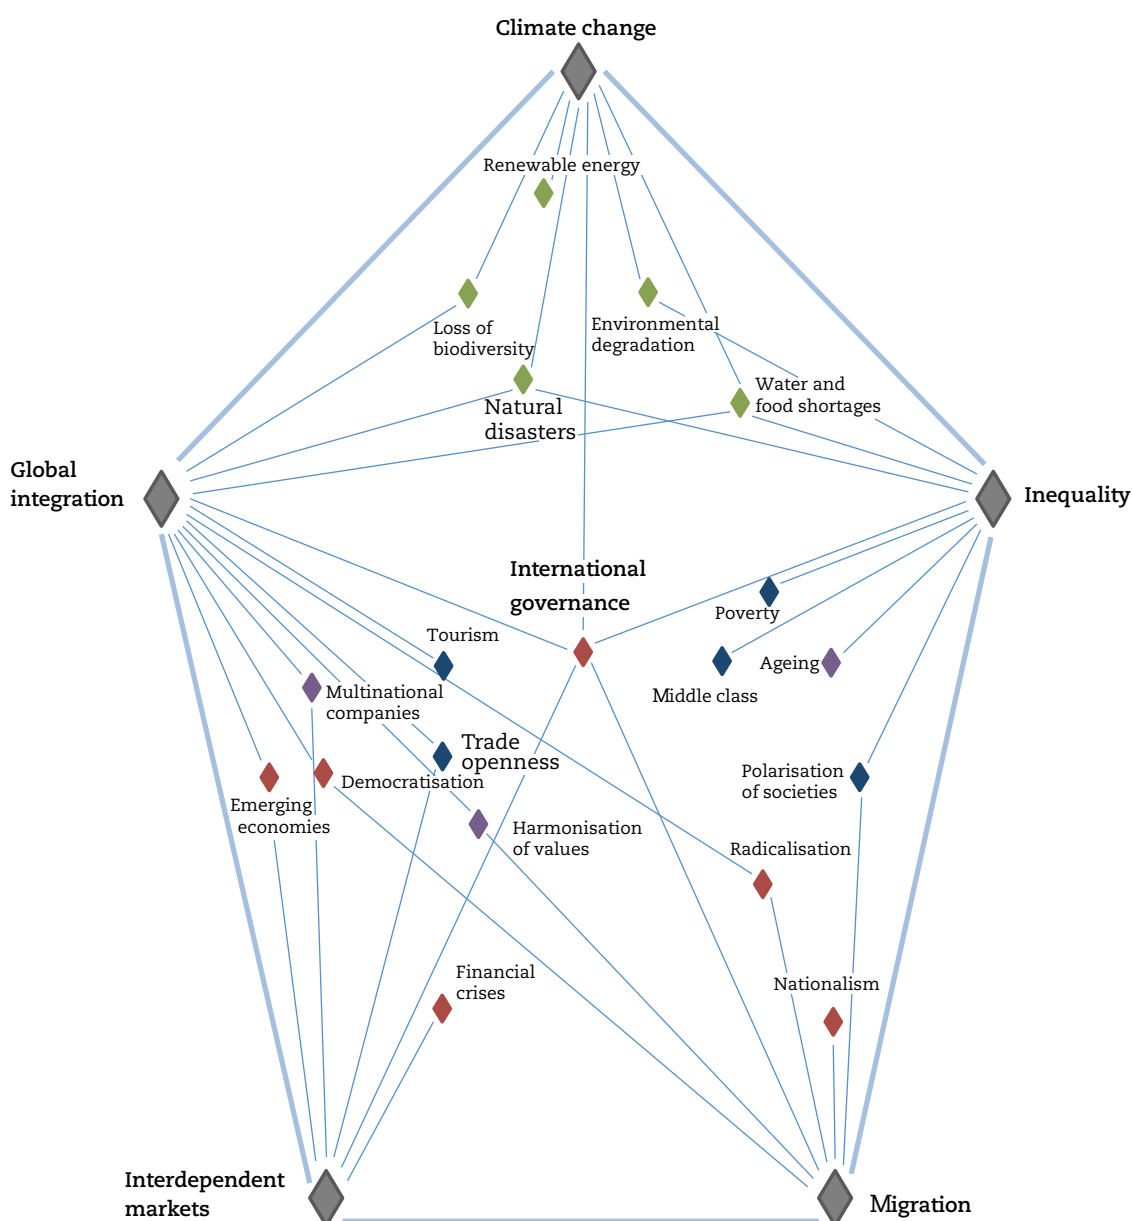 Climate change
Renewable energy
Loss of
biodiversity
Environmental
degradation
Natural
disasters
Water and
food shortages
Global
integration
Inequality
International
governance
Poverty
Tourism
Middle class
Ageing
Multinational
companies
Trade
openness
Democratisation
Polarisation
of societies
Emerging
economies
Harmonisation
of values
Radicalisation
Financial
crises
Nationalism
Interdependent
markets
Migration